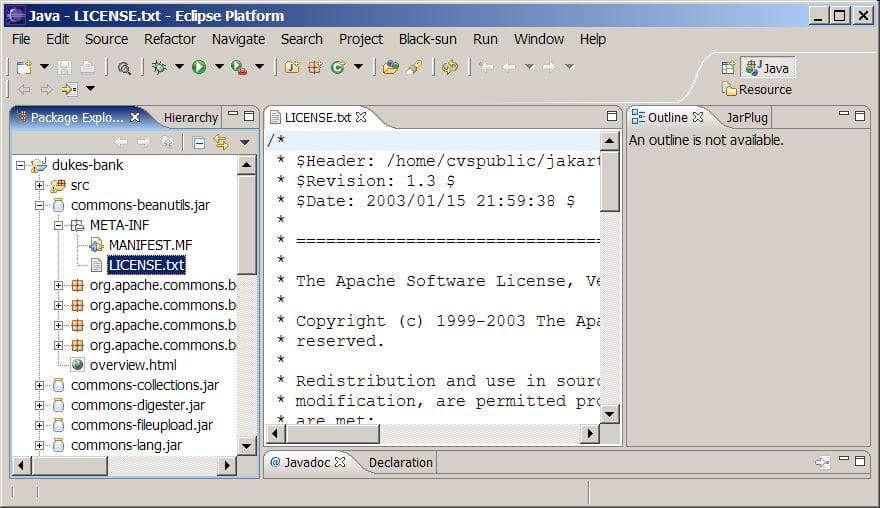 Java - LICENSE.txt - Eclipse Platform
File Edit Source Refactor Navigate Search Project Black-sun Run Window Help
Java
Resource
Package Explo...
Hierarchy
dukes-bank
src
commons-beanutils.jar
META-INF
MANIFEST.MF
LICENSE.txt
org.apache.commons.b
org.apache.commons.b
org.apache.commons.b
org.apache.commons.b
overview.html
commons-collections.jar
commons-digester.jar
commons-fileupload.jar
commons-lang.jar
LICENSE.txt
/*
* $Header: /home/cvspublic/jakart
* $Revision: 1.3 $
* $Date: 2003/01/15 21:59:38 $
*
* =================================
*
* The Apache Software License, Ve
*
* Copyright (c) 1999-2003 The Apa
* reserved.
*
* Redistribution and use in sourc
* modification, are permitted pro
* are met:
Outline
JarPlug
An outline is not available.
@ Javadoc
Declaration